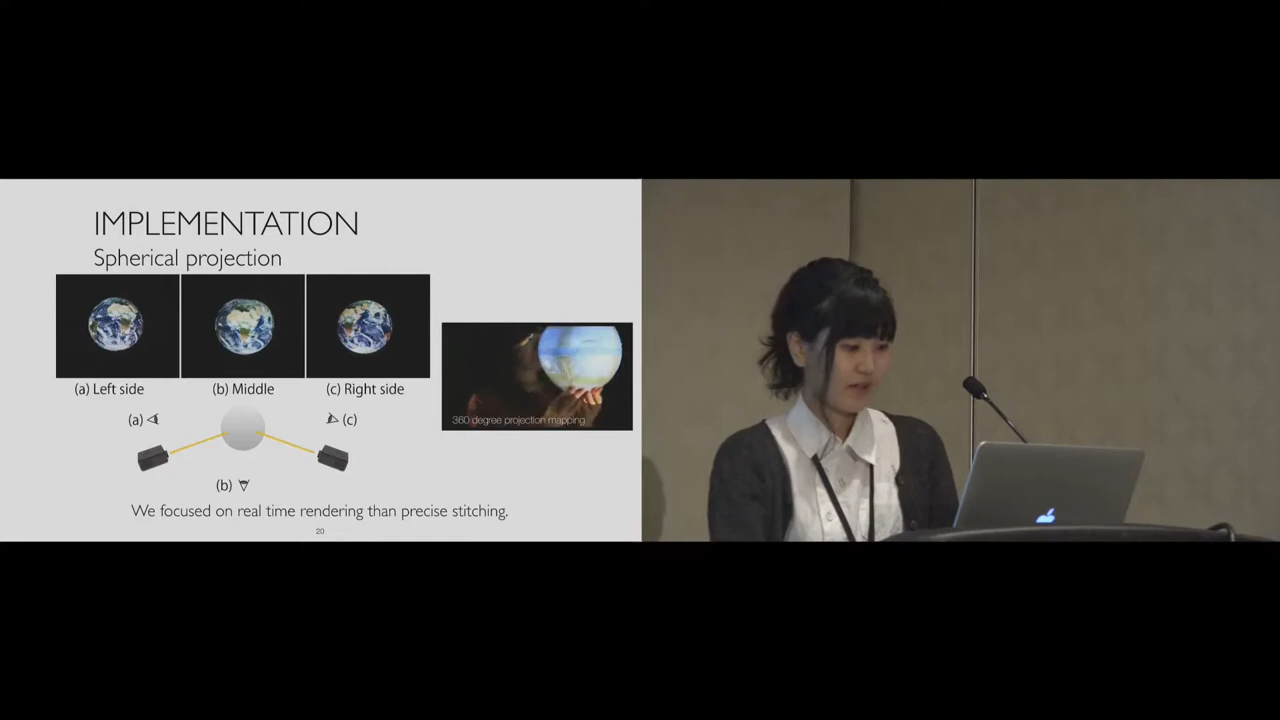 IMPLEMENTATION
Spherical projection
(a) Left side
(b) Middle
(c) Right side
360 degree projection mapping
(a)
(c)
(b)
We focused on real time rendering than precise stitching.
20